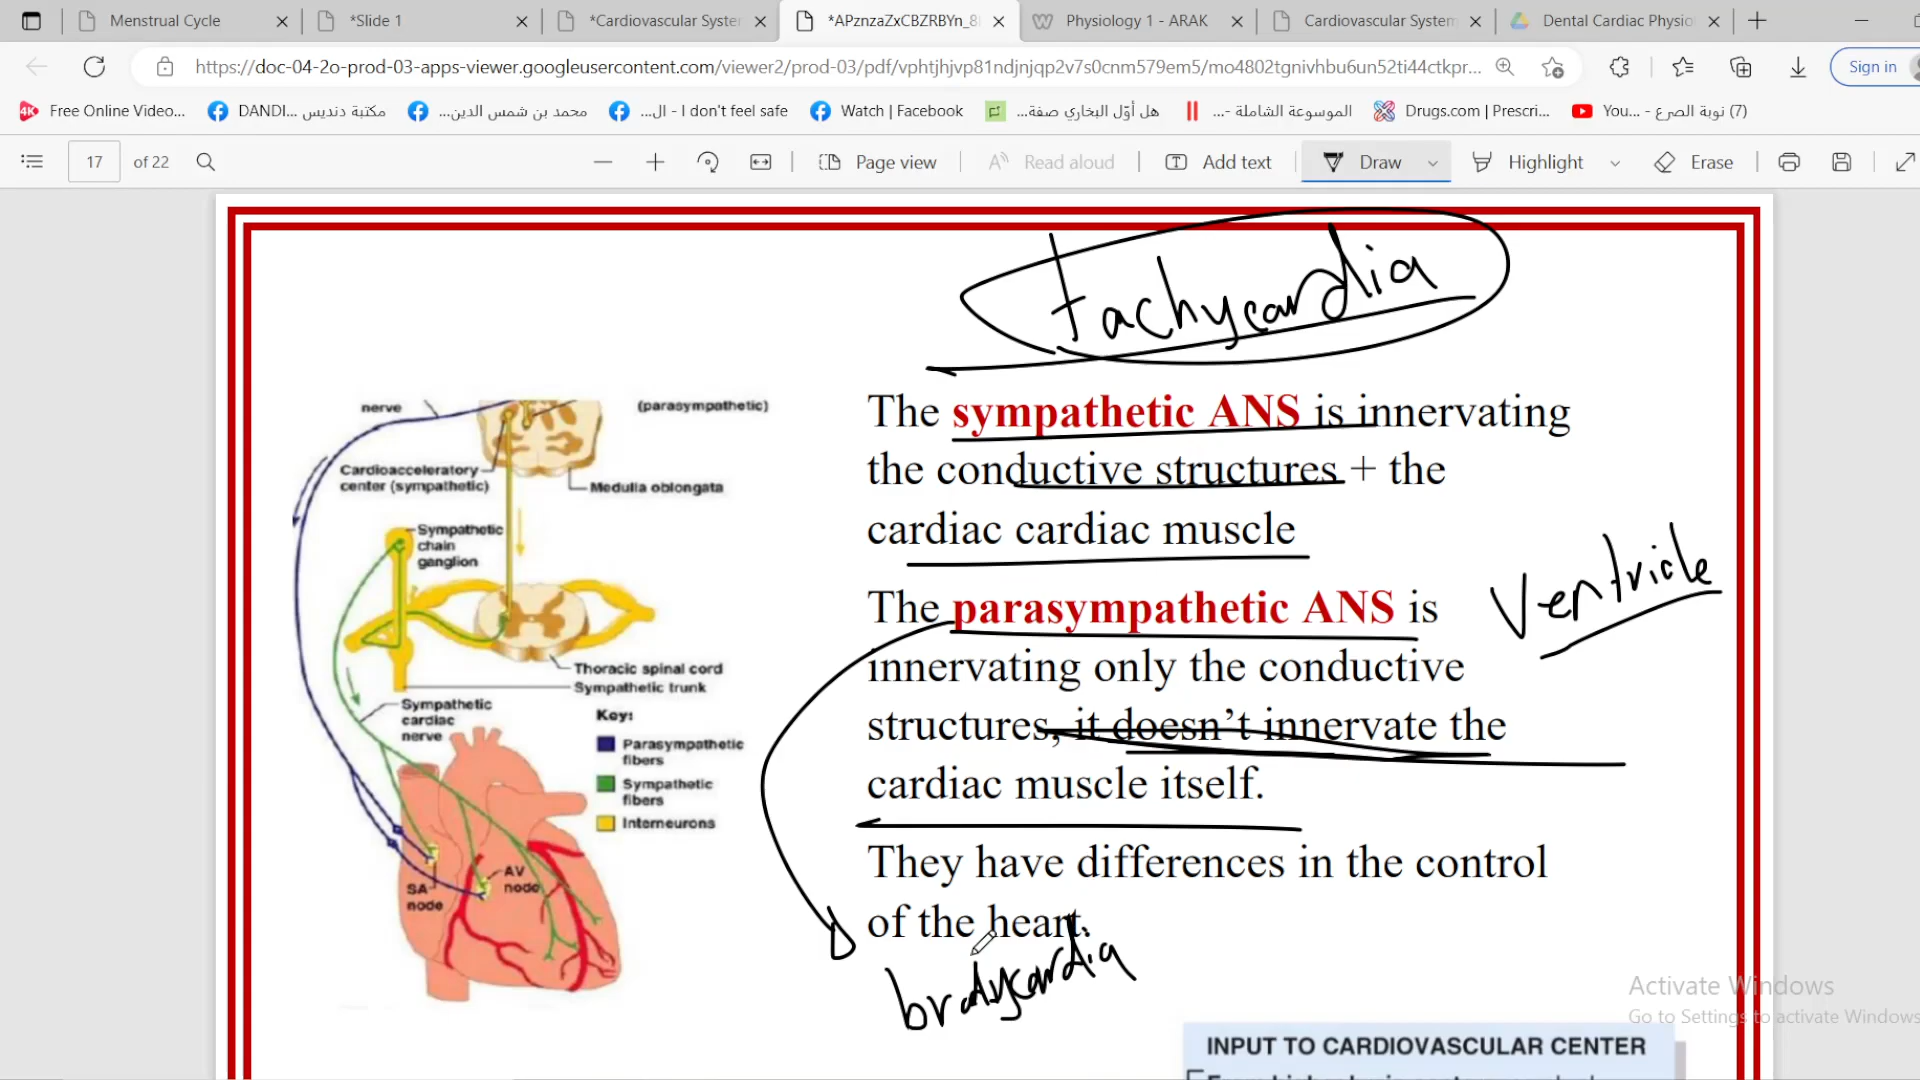 Menstrual Cycle
*Slide 1
*Cardiovascular System
*APznzaZxCBZRBYn_8
Physiology 1 - ARAK
Cardiovascular System
Dental Cardiac Physio
https://doc-04-2o-prod-03-apps-viewer.googleusercontent.com/viewer2/prod-03/pdf/vphtjhjvp81ndjnjqp2v7s0cnm579em5/mo4802tgnivhbu6un52ti44ctkpr...
Sign in
Free Online Video...
مكتبة دنديس ...DANDI
محمد بن شمس الدين...
ال... - I don't feel safe
Watch | Facebook
هل أوّل البخاري صفة...
الموسوعة الشاملة -...
Drugs.com | Prescri...
(7) نوبة الصرع - ...You
17 of 22
Page view
Read aloud
Add text
Draw
Highlight
Erase
tachycardia
nerve
(parasympathetic)
Cardioacceleratory
center (sympathetic)
Medulla oblongata
Sympathetic
chain
ganglion
Thoracic spinal cord
Sympathetic trunk
Sympathetic
cardiac
nerve
Key:
Parasympathetic
fibers
Sympathetic
fibers
Interneurons
SA
node
AV
node
The sympathetic ANS is innervating
the conductive structures + the
cardiac cardiac muscle
Ventricle
The parasympathetic ANS is
innervating only the conductive
structures, it doesn't innervate the
cardiac muscle itself.
They have differences in the control
of the heart.
bradycardia
Activate Windows
Go to Settings to activate Windows
INPUT TO CARDIOVASCULAR CENTER